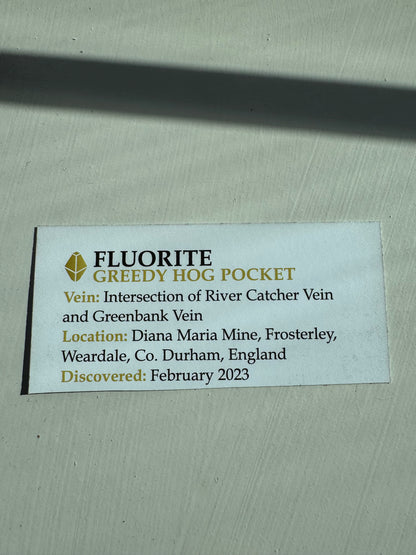 FLUORITE
GREEDY HOG POCKET
Vein: Intersection of River Catcher Vein
and Greenbank Vein
Location: Diana Maria Mine, Frosterley,
Weardale, Co. Durham, England
Discovered: February 2023